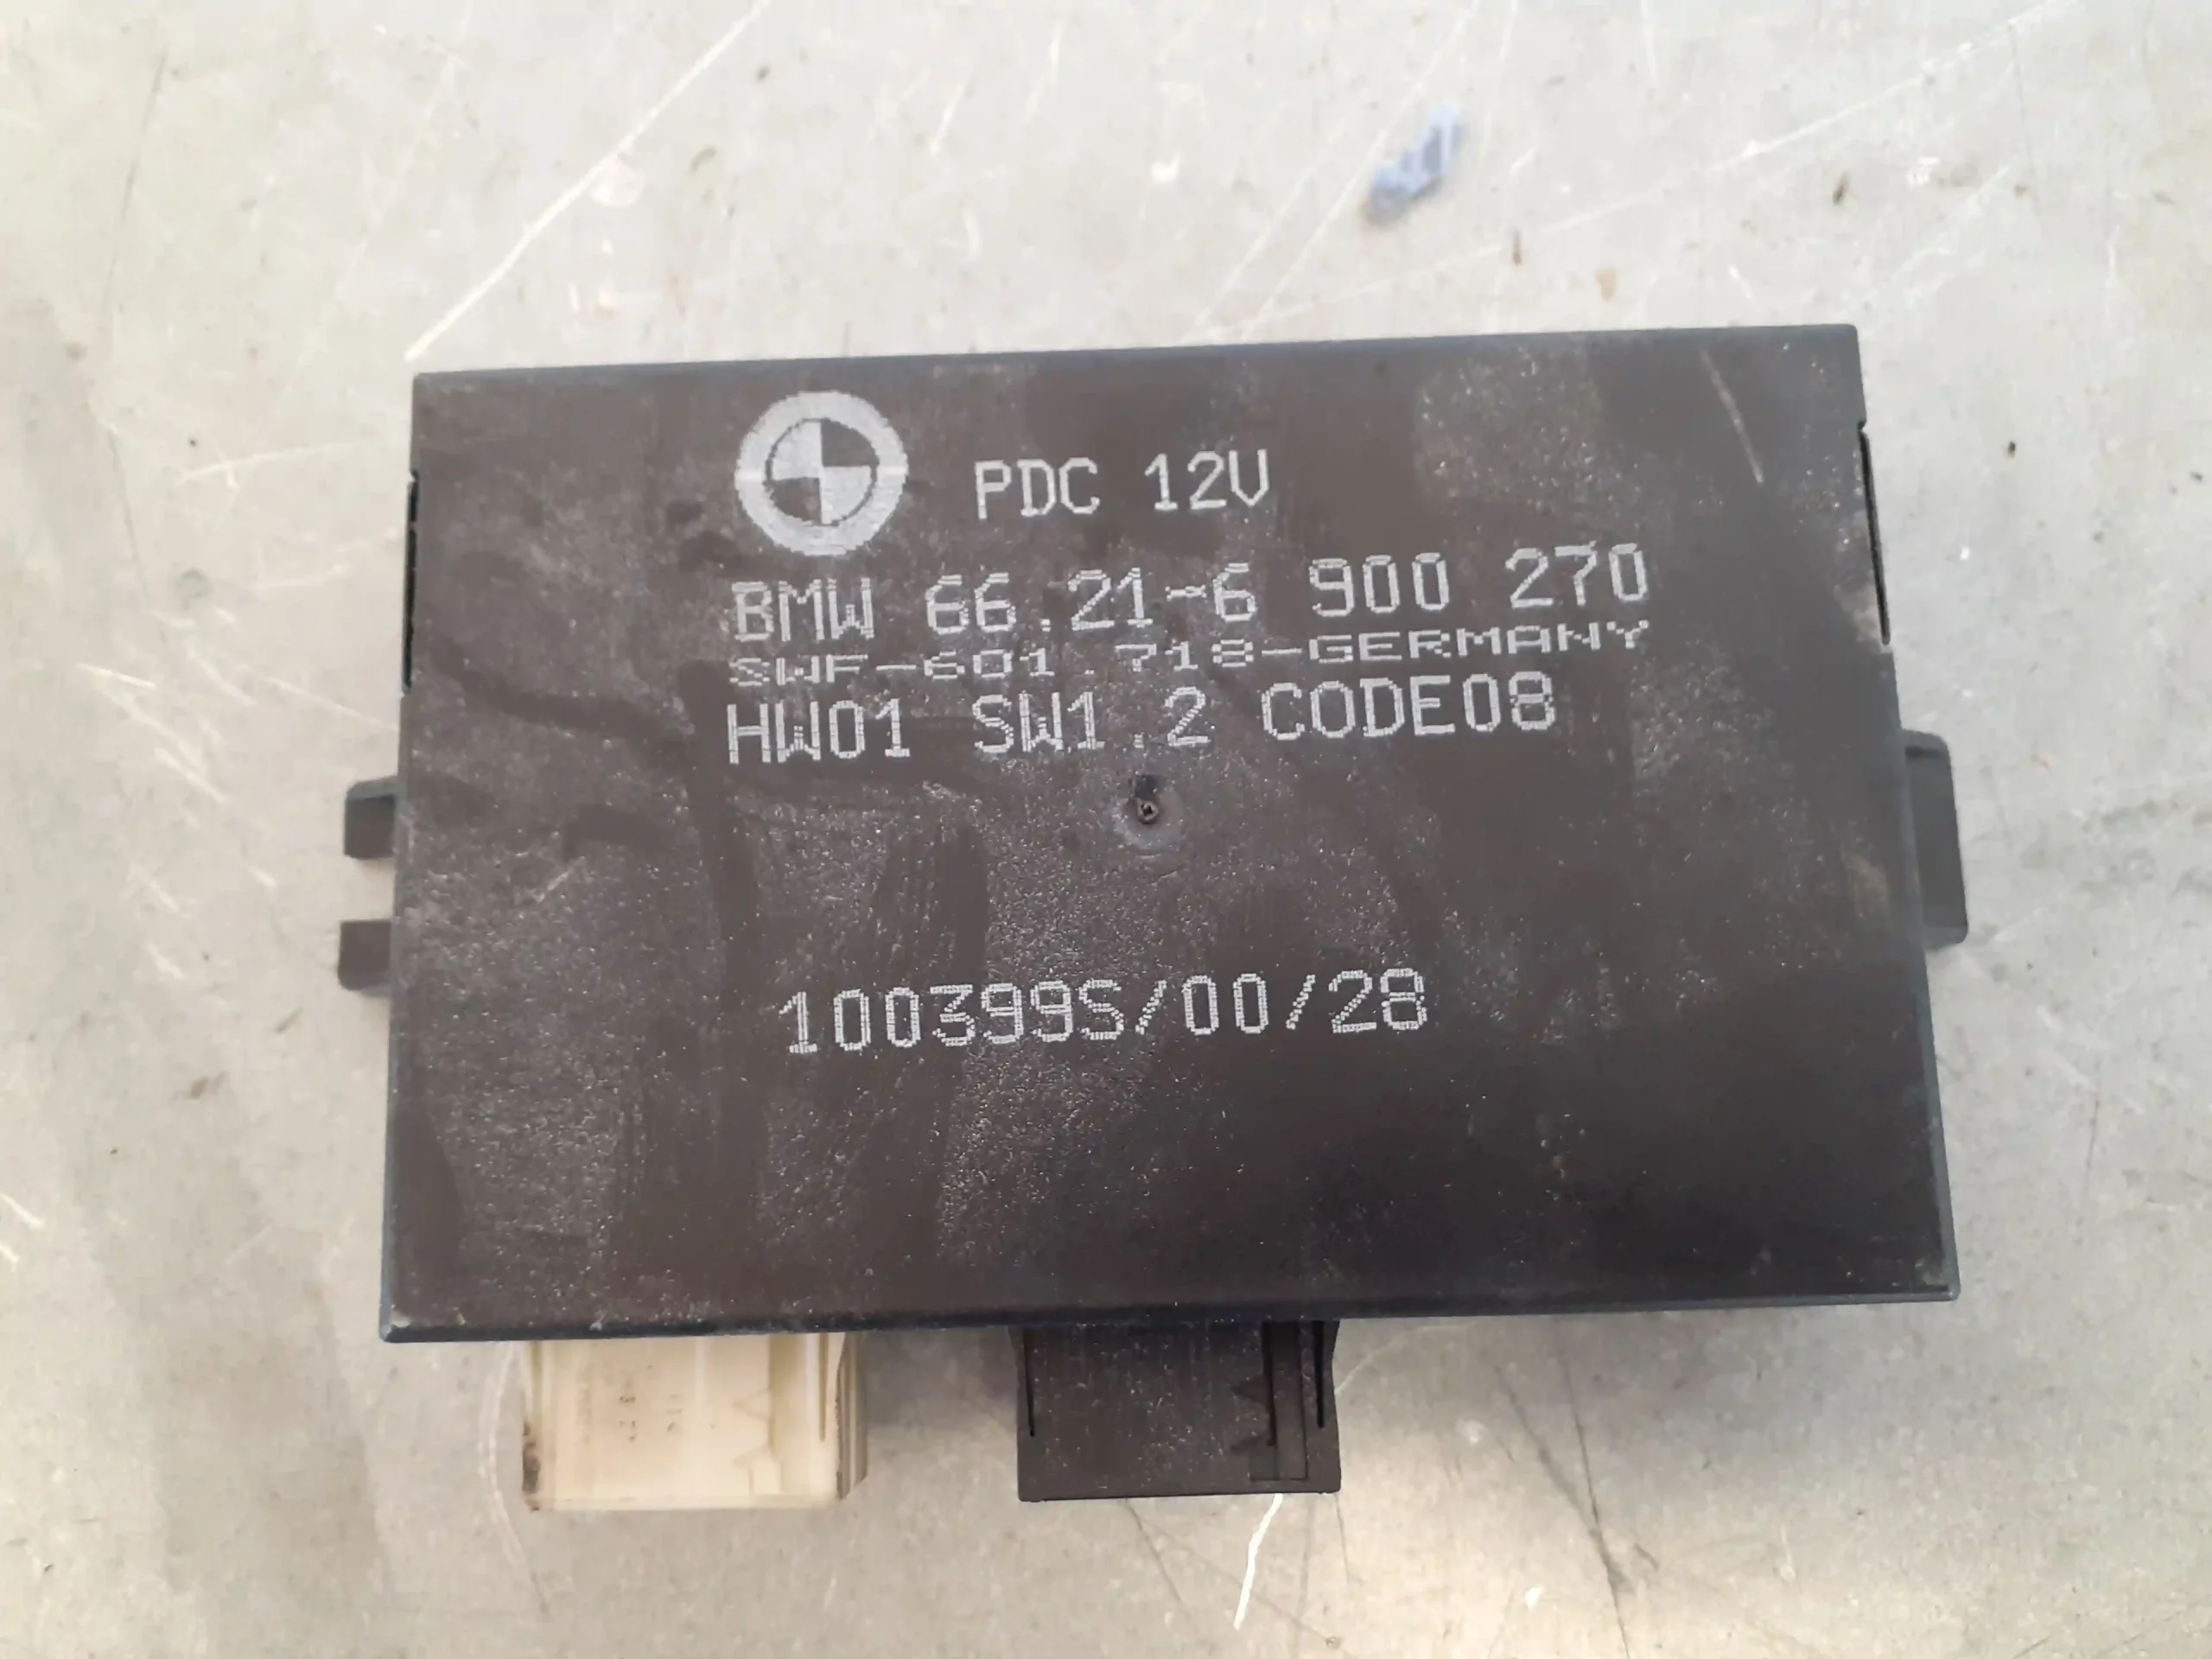 PDC 12V
BMW 66.21-6 900 270
SWF-601.718-GERMANY
HW01 SW1.2 CODE08
100399S/00/28